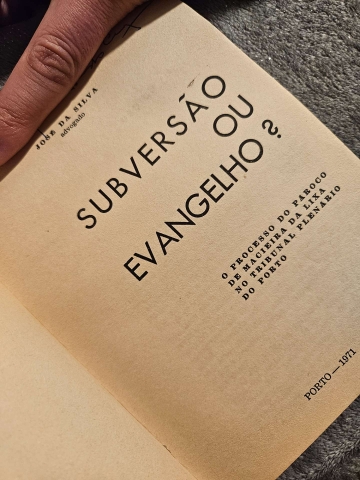 JOSÉ DA SILVA
advogado
SUBVERSÃO
OU
EVANGELHO?
O PROCESSO DO PAROCO
DE MACIEIRA DA LIXA
NO TRIBUNAL PLENÁRIO
DO PORTO
PORTO — 1971